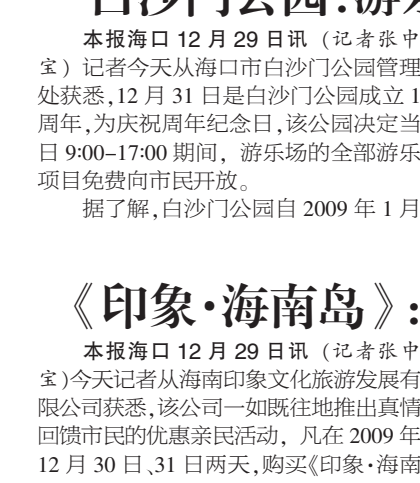 白沙门公园:游乐
本报海口 12 月 29 日讯（记者张中
宝）记者今天从海口市白沙门公园管理
处获悉,12 月 31 日是白沙门公园成立 1
周年,为庆祝周年纪念日,该公园决定当
日 9:00-17:00 期间，游乐场的全部游乐
项目免费向市民开放。
据了解,白沙门公园自 2009 年 1 月
《印象·海南岛》:
本报海口 12 月 29 日讯（记者张中
宝)今天记者从海南印象文化旅游发展有
限公司获悉,该公司一如既往地推出真情
回馈市民的优惠亲民活动，凡在 2009 年
12 月 30 日、31 日两天,购买《印象·海南